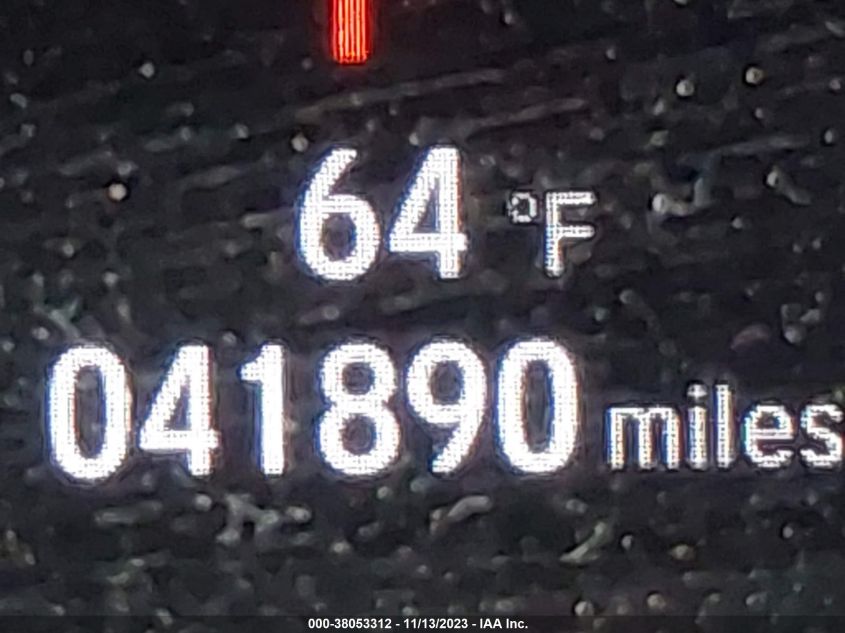 64 °F
041890 miles
000-38053312 - 11/13/2023 - IAA Inc.